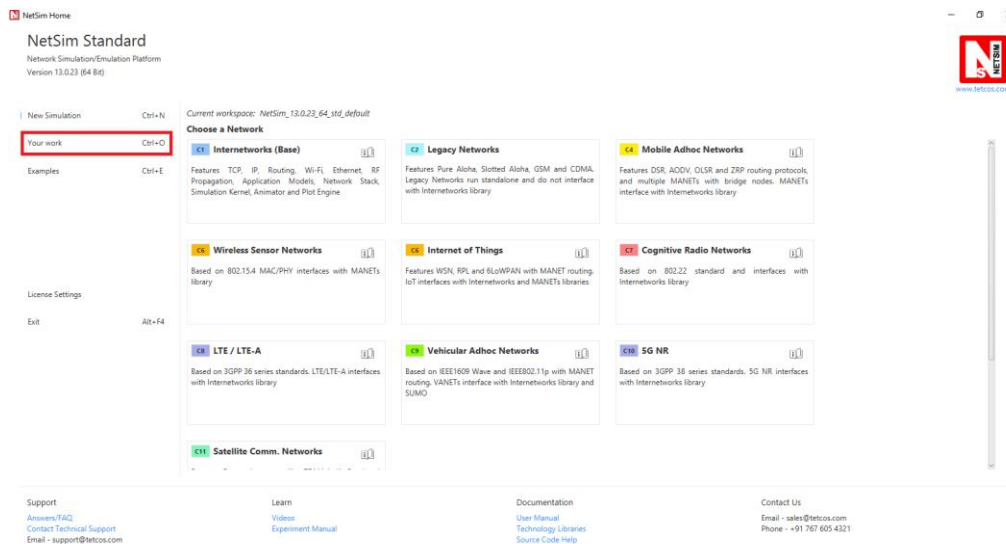 NetSim Home
NetSim Standard
Network Simulation/Emulation Platform
Version 13.0.23 (64 Bit)
NETSIM
www.tetcos.com
New Simulation Ctrl+N
Your work Ctrl+O
Examples Ctrl+E
License Settings
Exit Alt+F4
Current workspace: NetSim_13.0.23_64_std_default
Choose a Network
C1 Internetworks (Base)
Features TCP, IP, Routing, Wi-Fi, Ethernet, RF
Propagation, Application Models, Network Stack,
Simulation Kernel, Animator and Plot Engine
C2 Legacy Networks
Features Pure Aloha, Slotted Aloha, GSM and CDMA.
Legacy Networks run standalone and do not interface
with Internetworks library
C4 Mobile Adhoc Networks
Features DSR, AODV, OLSR and ZRP routing protocols,
and multiple MANETs with bridge nodes. MANETs
interface with Internetworks library
C6 Wireless Sensor Networks
Based on 802.15.4 MAC/PHY interfaces with MANETs
library
C6 Internet of Things
Features WSN, RPL and 6LoWPAN with MANET routing.
IoT interfaces with Internetworks and MANETs libraries
C7 Cognitive Radio Networks
Based on 802.22 standard and interfaces with
Internetworks library
C8 LTE / LTE-A
Based on 3GPP 36 series standards. LTE/LTE-A interfaces
with Internetworks library
C9 Vehicular Adhoc Networks
Based on IEEE1609 Wave and IEEE802.11p with MANET
routing. VANETs interface with Internetworks library and
SUMO
C10 5G NR
Based on 3GPP 38 series standards. 5G NR interfaces
with Internetworks library
C11 Satellite Comm. Networks
Support
Answers/FAQ
Contact Technical Support
Email - support@tetcos.com
Learn
Videos
Experiment Manual
Documentation
User Manual
Technology Libraries
Source Code Help
Contact Us
Email - sales@tetcos.com
Phone - +91 767 605 4321